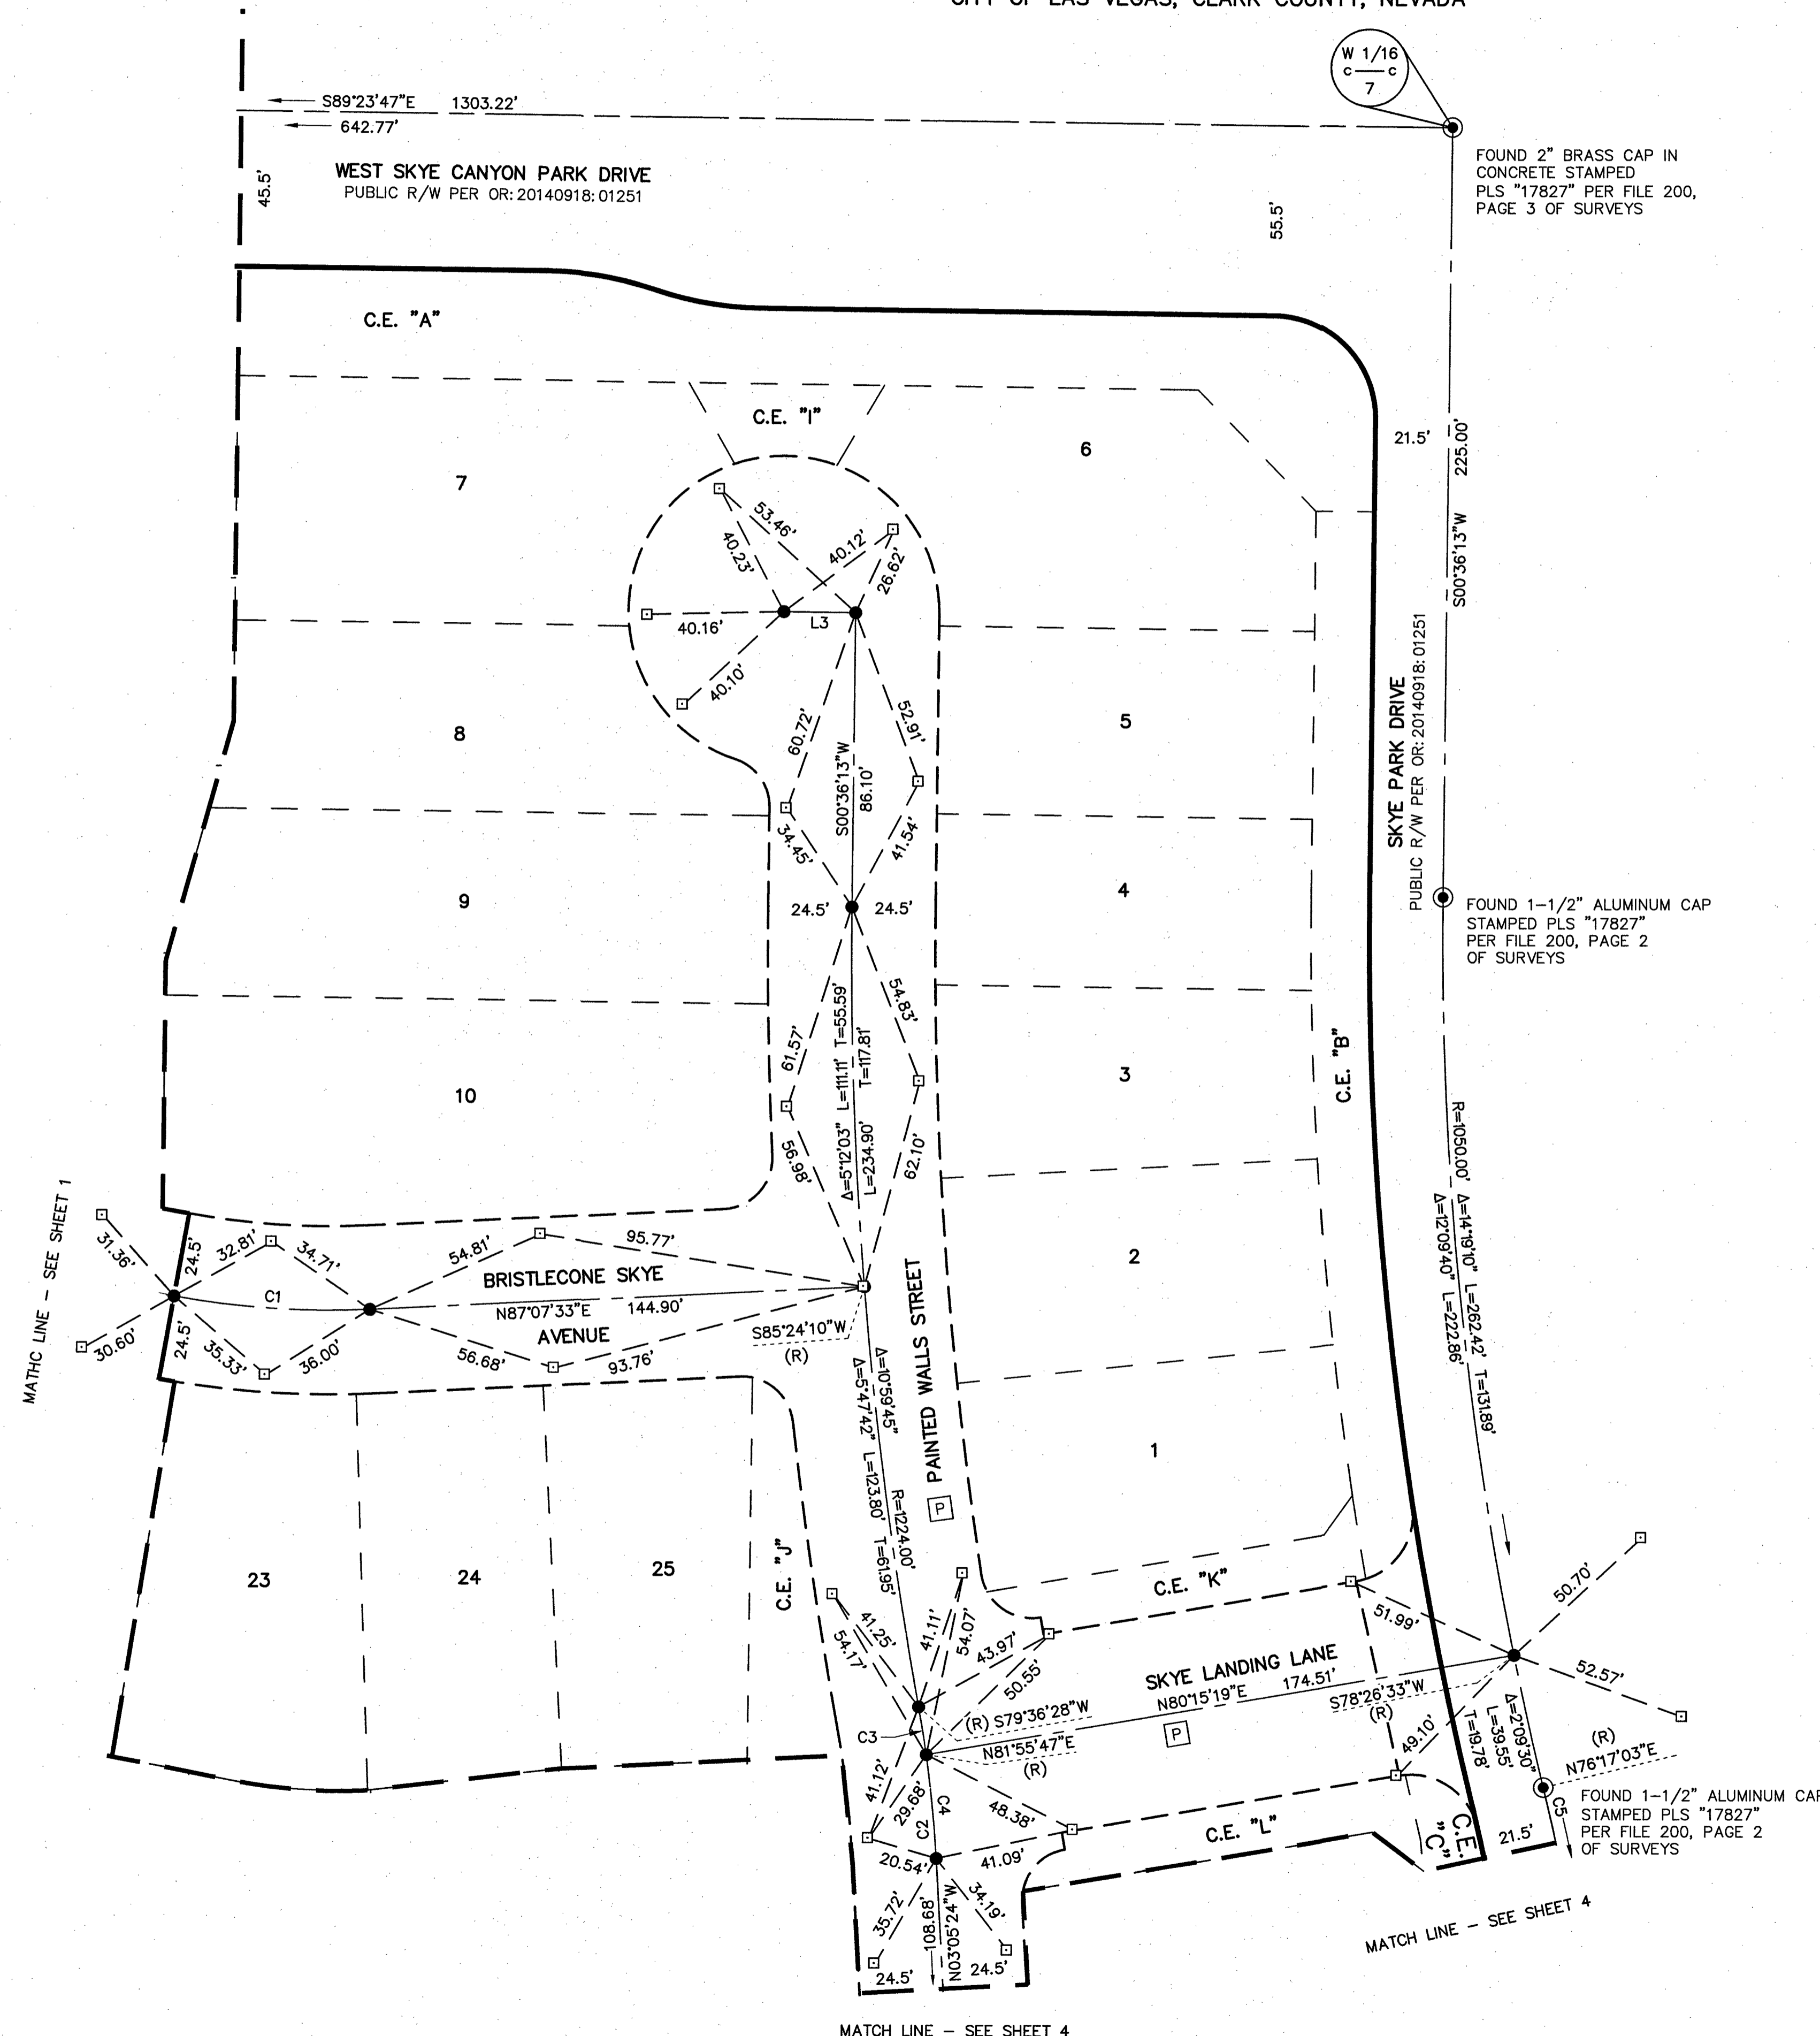 CITY OF LAS VEGAS, CLARK COUNTY, NEVADA
W 1/16
C — C
7
S89°23'47"E 1303.22'
642.77'
FOUND 2" BRASS CAP IN
CONCRETE STAMPED
PLS "17827" PER FILE 200,
PAGE 3 OF SURVEYS
WEST SKYE CANYON PARK DRIVE
PUBLIC R/W PER OR: 20140918: 01251
45.5'
55.5'
C.E. "A"
C.E. "I"
21.5'
225.00'
S00°36'13"W
7
6
53.46'
40.23'
40.12'
26.62'
40.16'
L3
40.10'
8
5
60.72'
52.91'
S00°36'13"W
86.10'
34.45'
41.54'
SKYE PARK DRIVE
PUBLIC R/W PER OR: 20140918: 01251
9
4
24.5'
24.5'
FOUND 1-1/2" ALUMINUM CAP
STAMPED PLS "17827"
PER FILE 200, PAGE 2
OF SURVEYS
61.57'
54.83'
Δ=5°12'03" L=111.11' T=55.59'
L=234.90' T=117.81'
10
3
C.E. "B"
56.98'
62.10'
R=1050.00' Δ=14°19'10" L=262.42' T=131.89'
Δ=12°09'40" L=222.86'
MATHC LINE - SEE SHEET 1
31.36'
24.5'
32.81'
34.71'
54.81'
95.77'
BRISTLECONE SKYE
2
C1
N87°07'33"E 144.90'
AVENUE
S85°24'10"W
(R)
30.60'
24.5'
35.33'
36.00'
56.68'
93.76'
Δ=10°59'45"
R=1224.00'
Δ=5°47'42" L=123.80' T=61.95'
PAINTED WALLS STREET
P
1
23
24
25
C.E. "J"
C.E. "K"
41.25'
54.17'
41.11'
54.07'
43.97'
50.55'
51.99'
50.70'
SKYE LANDING LANE
N80°15'19"E 174.51'
P
52.57'
S78°26'33"W
(R)
(R) S79°36'28"W
C3
N81°55'47"E
(R)
49.10'
Δ=2°09'30"
L=39.55'
T=19.78'
(R)
N76°17'03"E
41.12'
29.68'
C4
C2
48.38'
C.E. "L"
C.E.
"C"
21.5'
C5
FOUND 1-1/2" ALUMINUM CAP
STAMPED PLS "17827"
PER FILE 200, PAGE 2
OF SURVEYS
20.54'
41.09'
35.72'
34.19'
108.68'
N03°05'24"W
24.5'
24.5'
MATCH LINE - SEE SHEET 4
MATCH LINE - SEE SHEET 4